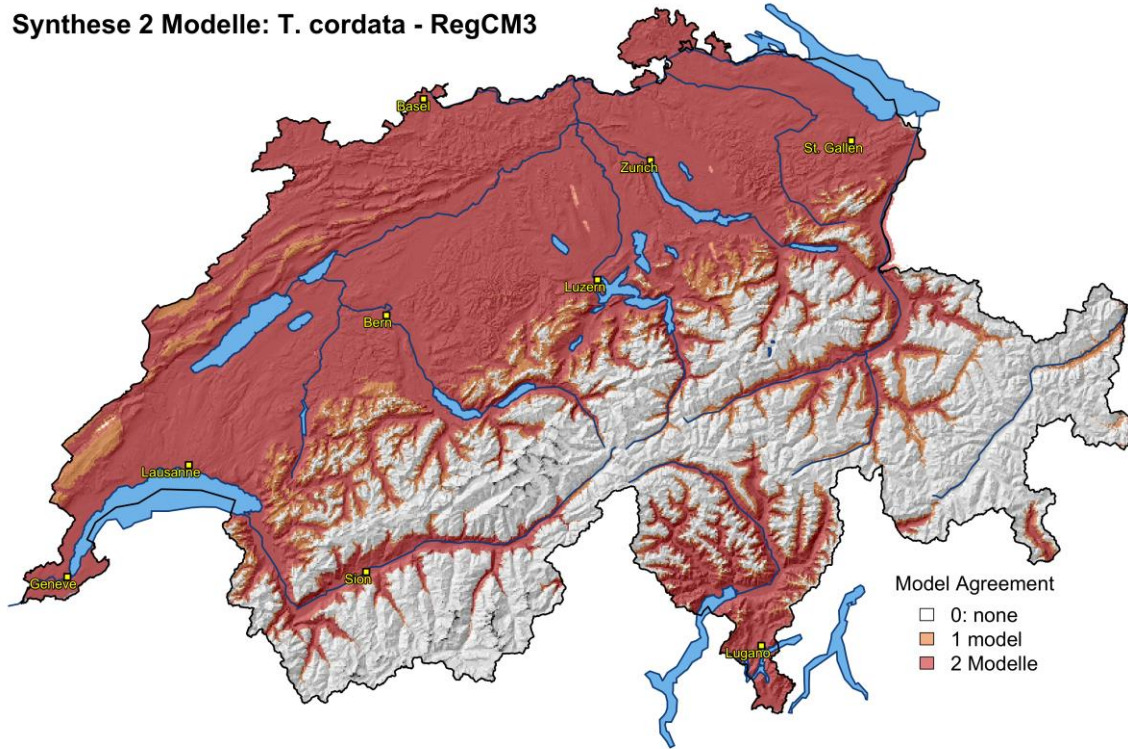 Synthese 2 Modelle: T. cordata - RegCM3
Basel
St. Gallen
Zurich
Luzern
Bern
Lausanne
Geneve
Sion
Lugano
Model Agreement
0: none
1 model
2 Modelle